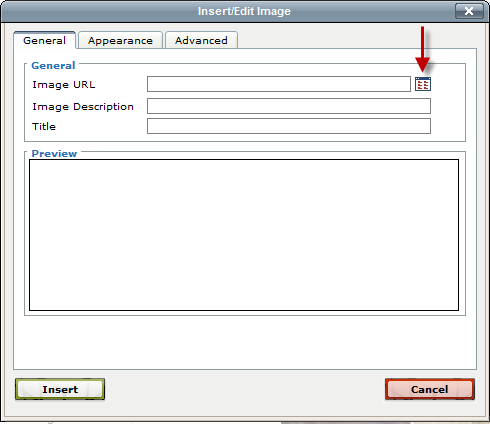 Insert/Edit Image
General Appearance Advanced
General
Image URL
Image Description
Title
Preview
Insert Cancel